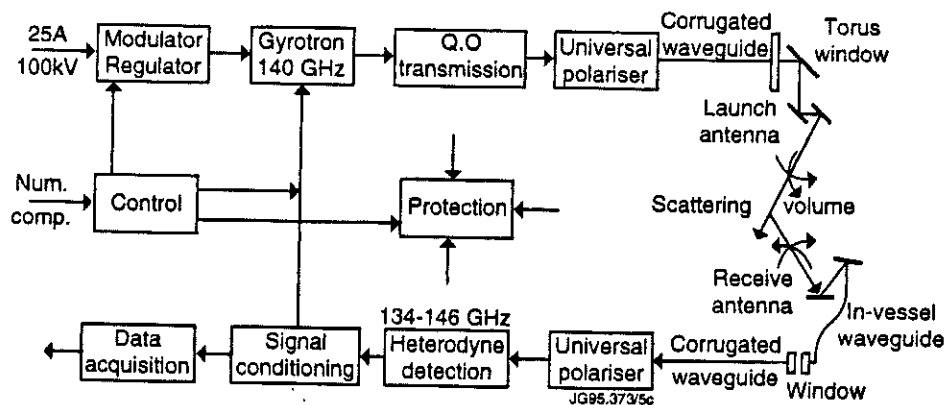 25A
100kV
Modulator
Regulator
Gyrotron
140 GHz
Q.O
transmission
Universal
polariser
Corrugated
waveguide
Torus
window
Launch
antenna
Num.
comp.
Control
Protection
Scattering
volume
Receive
antenna
In-vessel
waveguide
134-146 GHz
Data
acquisition
Signal
conditioning
Heterodyne
detection
Universal
polariser
Corrugated
waveguide
Window
JG95.373/5c